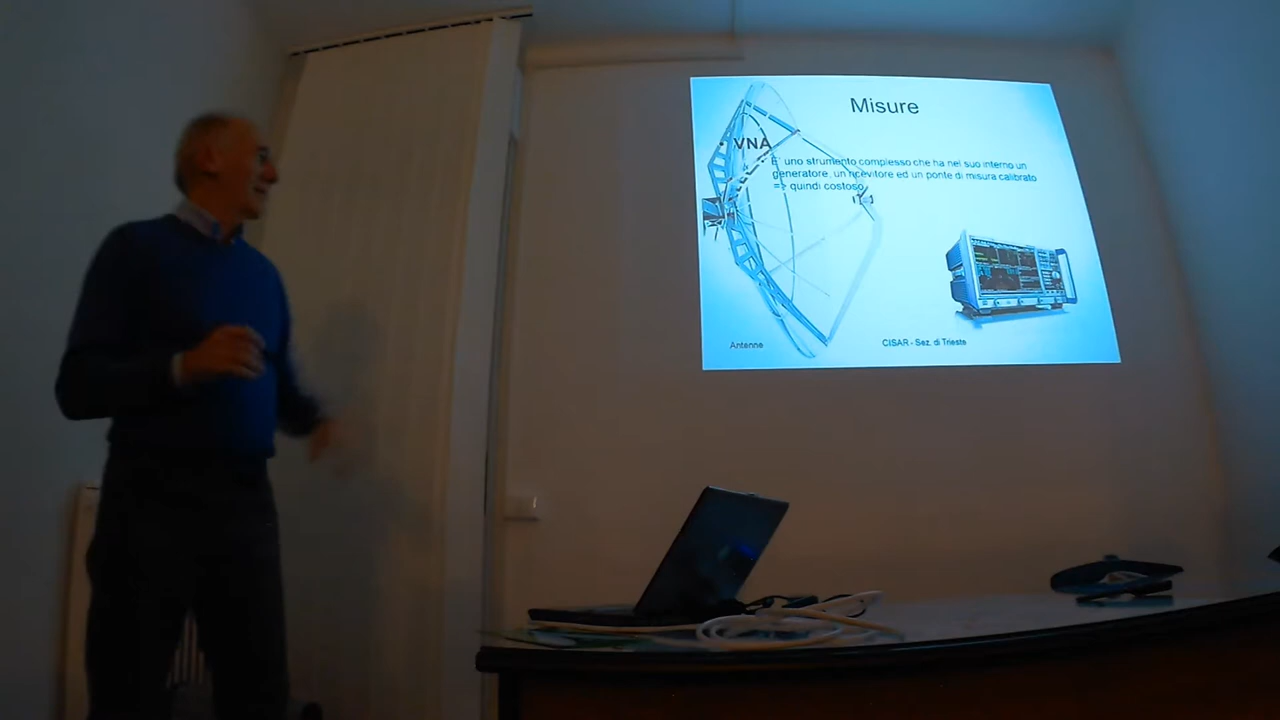 Misure
• VNA
E' uno strumento complesso che ha nel suo interno un
generatore, un ricevitore ed un ponte di misura calibrato
=> quindi costoso
Antenne
CISAR - Sez. di Trieste